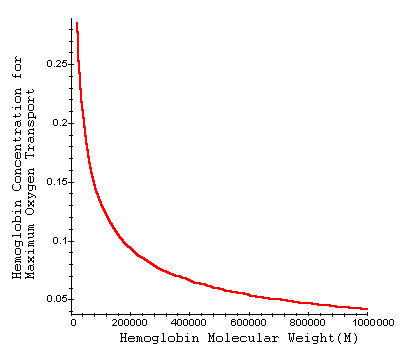 Hemoglobin Concentration for
Maximum Oxygen Transport
0.25
0.2
0.15
0.1
0.05
0 200000 400000 600000 800000 1000000
Hemoglobin Molecular Weight(M)